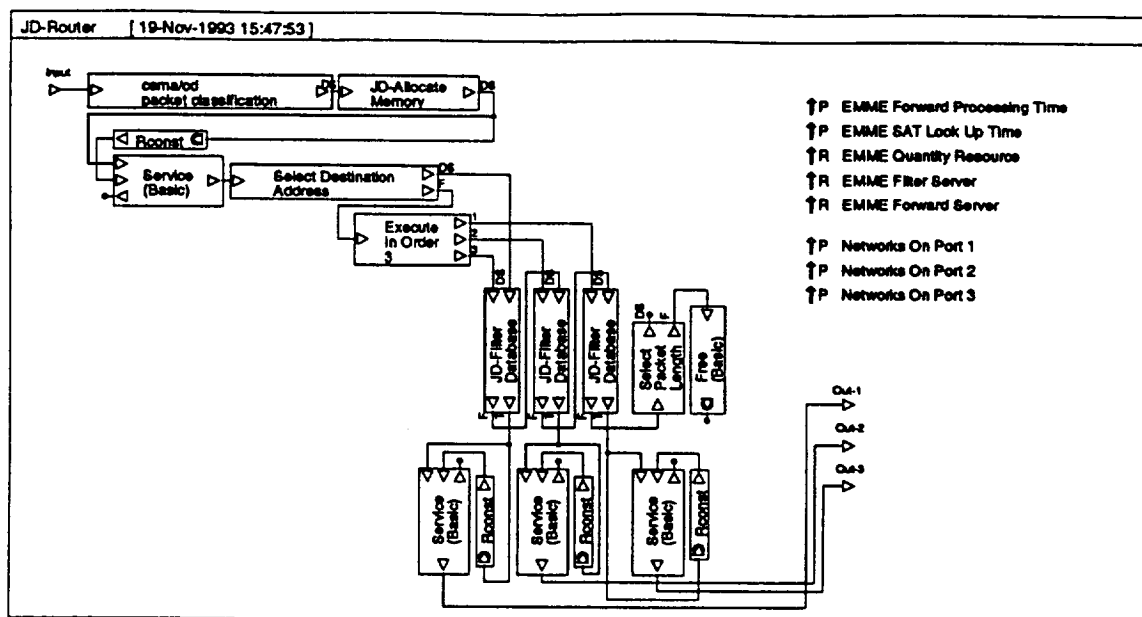 JD-Router [ 19-Nov-1993 15:47:53 ]
Input
csma/cd
packet classification
DS
JD-Allocate
Memory
DS
Rconst
Service
(Basic)
Select Destination
Address
DS
F
Execute
In Order
3
1
2
3
DS
DS
DS
JD-Filter
Database
JD-Filter
Database
JD-Filter
Database
F
T
F
T
F
T
DS
F
Select
Packet
Length
Free
(Basic)
Service
(Basic)
Rconst
Service
(Basic)
Rconst
Service
(Basic)
Rconst
↑P EMME Forward Processing Time
↑P EMME SAT Look Up Time
↑R EMME Quantity Resource
↑R EMME Filter Server
↑R EMME Forward Server
↑P Networks On Port 1
↑P Networks On Port 2
↑P Networks On Port 3
Out-1
Out-2
Out-3